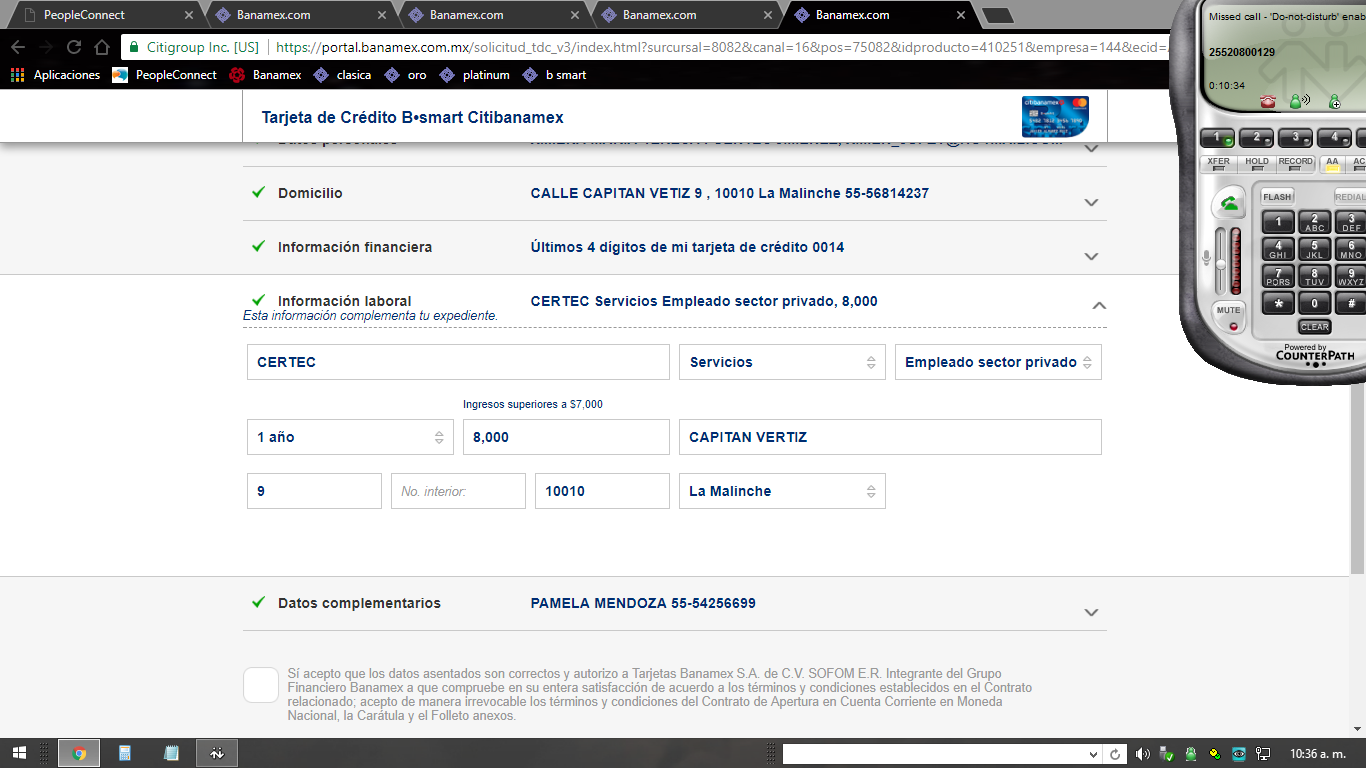 PeopleConnect
Banamex.com
Banamex.com
Banamex.com
Banamex.com
Citigroup Inc. [US] https://portal.banamex.com.mx/solicitud_tdc_v3/index.html?surcursal=8082&canal=16&pos=75082&idproducto=410251&empresa=144&ecid=
Aplicaciones PeopleConnect Banamex clasica oro platinum b smart
Tarjeta de Crédito B•smart Citibanamex
Domicilio CALLE CAPITAN VETIZ 9 , 10010 La Malinche 55-56814237
Información financiera Últimos 4 dígitos de mi tarjeta de crédito 0014
Información laboral CERTEC Servicios Empleado sector privado, 8,000
Esta información complementa tu expediente.
CERTEC Servicios Empleado sector privado
Ingresos superiores a $7,000
1 año 8,000 CAPITAN VERTIZ
9 No. interior: 10010 La Malinche
Datos complementarios PAMELA MENDOZA 55-54256699
Sí acepto que los datos asentados son correctos y autorizo a Tarjetas Banamex S.A. de C.V. SOFOM E.R. Integrante del Grupo
Financiero Banamex a que compruebe en su entera satisfacción de acuerdo a los términos y condiciones establecidos en el Contrato
relacionado; acepto de manera irrevocable los términos y condiciones del Contrato de Apertura en Cuenta Corriente en Moneda
Nacional, la Carátula y el Folleto anexos.
Missed call - 'Do-not-disturb' enab
25520800129
0:10:34
1 2 3 4
XFER HOLD RECORD AA AC
FLASH REDIAL
1 2 ABC 3 DEF
4 GHI 5 JKL 6 MNO
7 PQRS 8 TUV 9 WXYZ
* 0 #
MUTE
CLEAR
Powered by
COUNTERPATH
10:36 a. m.